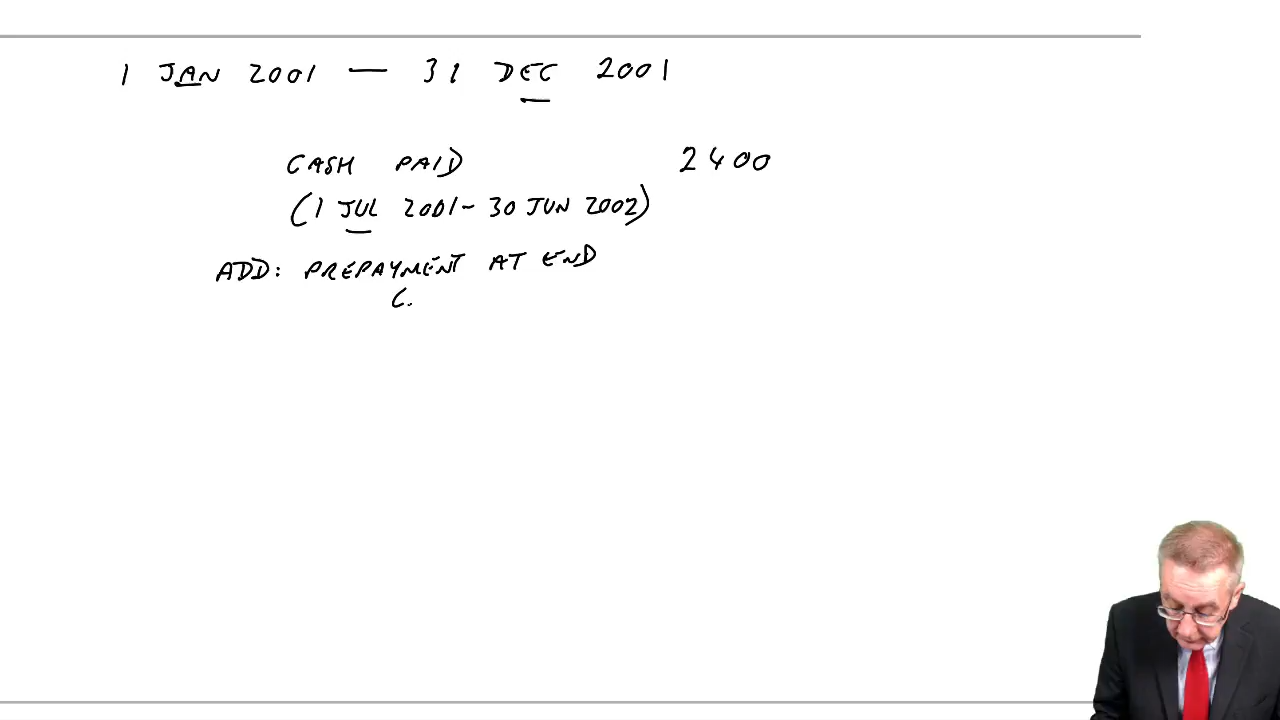 1 JAN 2001 — 31 DEC 2001
CASH PAID 2400
(1 JUL 2001 - 30 JUN 2002)
ADD: PREPAYMENT AT END
(.